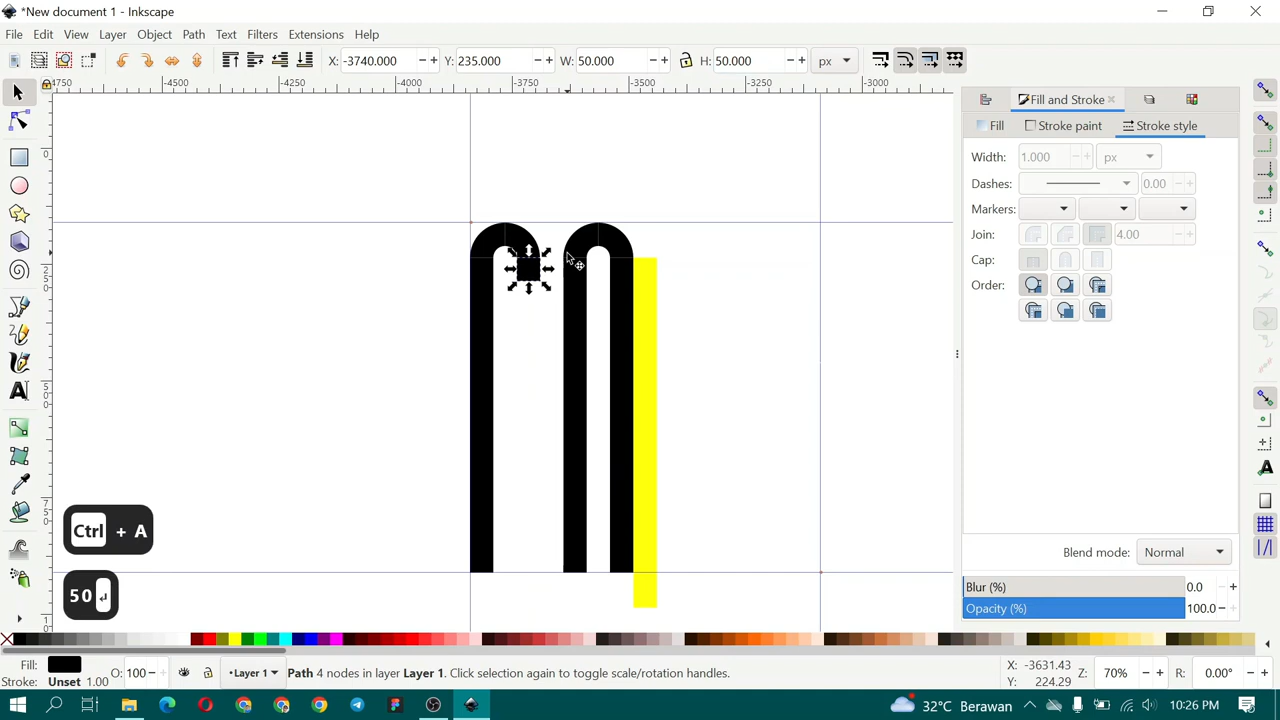 *New document 1 - Inkscape
File Edit View Layer Object Path Text Filters Extensions Help
X: -3740.000 Y: 235.000 W: 50.000 H: 50.000 px
Fill and Stroke
Fill Stroke paint Stroke style
Width: 1.000 px
Dashes: 0.00
Markers:
Join: 4.00
Cap:
Order:
-4500 -4250 -4000 -3750 -3500 -3250 -3000
Ctrl + A
50
Blend mode: Normal
Blur (%) 0.0
Opacity (%) 100.0
Fill:
Stroke: Unset 1.00
O: 100
Layer 1
Path 4 nodes in layer Layer 1. Click selection again to toggle scale/rotation handles.
X: -3631.43
Y: 224.29
Z: 70%
R: 0.00°
32°C Berawan
10:26 PM